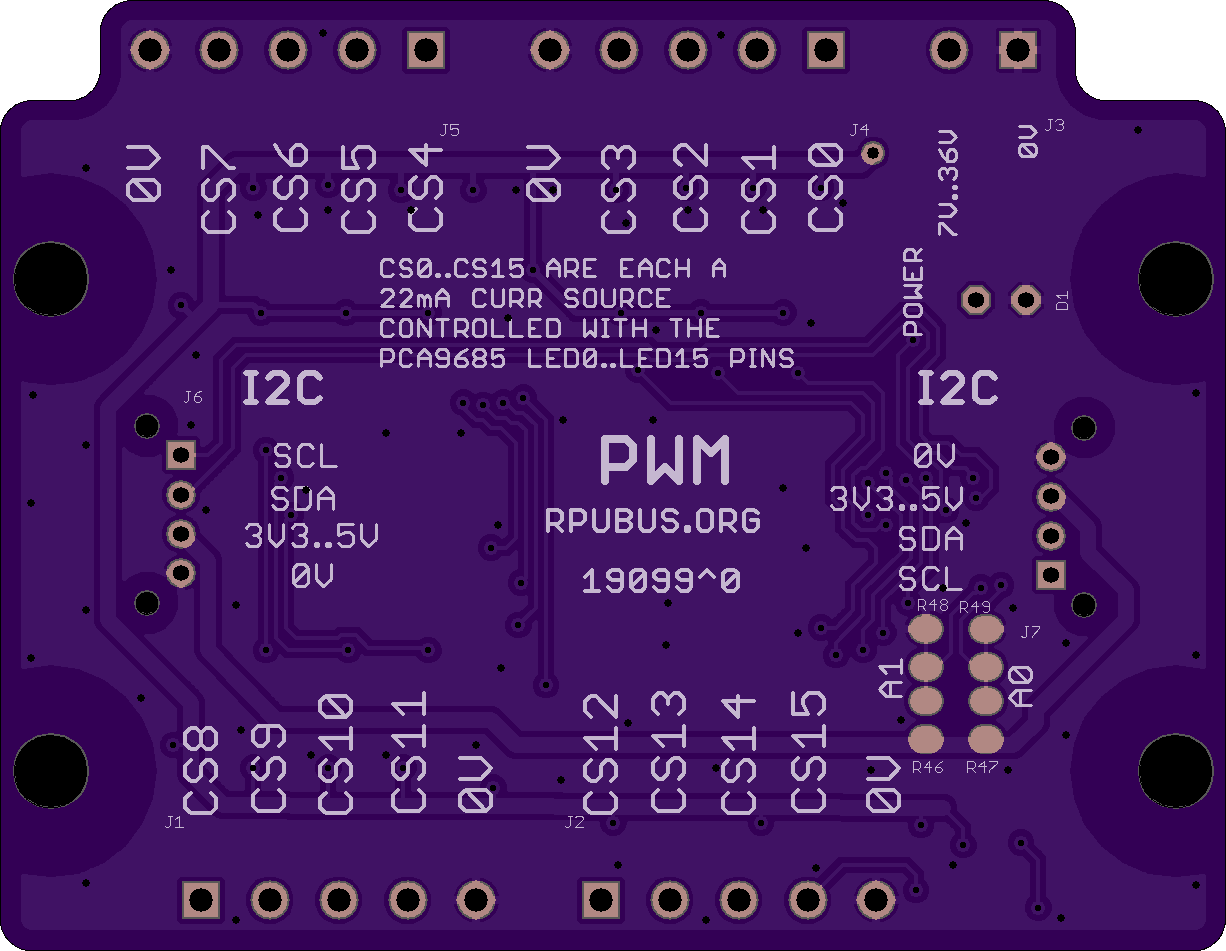 J5
J4
J3
0V
CS7
CS6
CS5
CS4
0V
CS3
CS2
CS1
CS0
7V..36V
0V
CS0..CS15 ARE EACH A
22mA CURR SOURCE
CONTROLLED WITH THE
PCA9685 LED0..LED15 PINS
POWER
D1
J6
I2C
I2C
SCL
SDA
3V3..5V
0V
PWM
RPUBUS.ORG
19099^0
0V
3V3..5V
SDA
SCL
R48
R49
J7
A1
A0
R46
R47
CS8
CS9
CS10
CS11
0V
CS12
CS13
CS14
CS15
0V
J1
J2